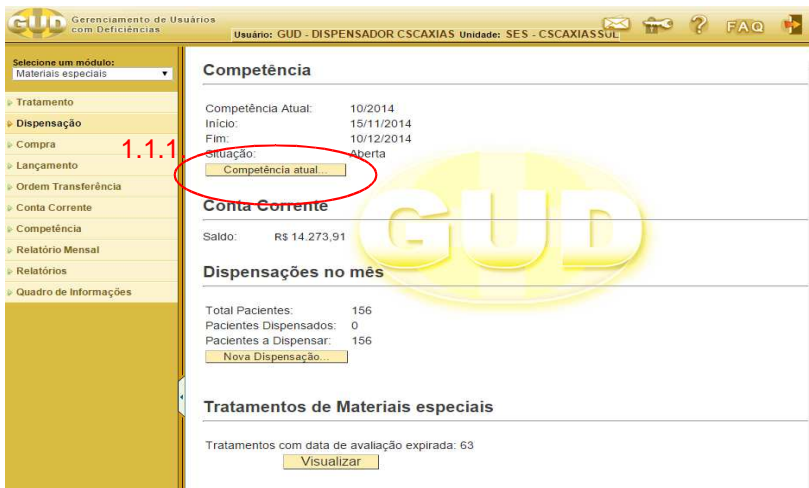 GUD Gerenciamento de Usuários
com Deficiências
Usuário: GUD - DISPENSADOR CSCAXIAS Unidade: SES - CSCAXIASSUL
FAQ
Selecione um módulo:
Materiais especiais
Tratamento
Dispensação
Compra
Lançamento
Ordem Transferência
Conta Corrente
Competência
Relatório Mensal
Relatórios
Quadro de Informações
1.1.1.
Competência
Competência Atual: 10/2014
Início: 15/11/2014
Fim: 10/12/2014
Situação: Aberta
Competência atual...
Conta Corrente
Saldo: R$ 14.273,91
GUD
Dispensações no mês
Total Pacientes: 156
Pacientes Dispensados: 0
Pacientes a Dispensar: 156
Nova Dispensação...
Tratamentos de Materiais especiais
Tratamentos com data de avaliação expirada: 63
Visualizar